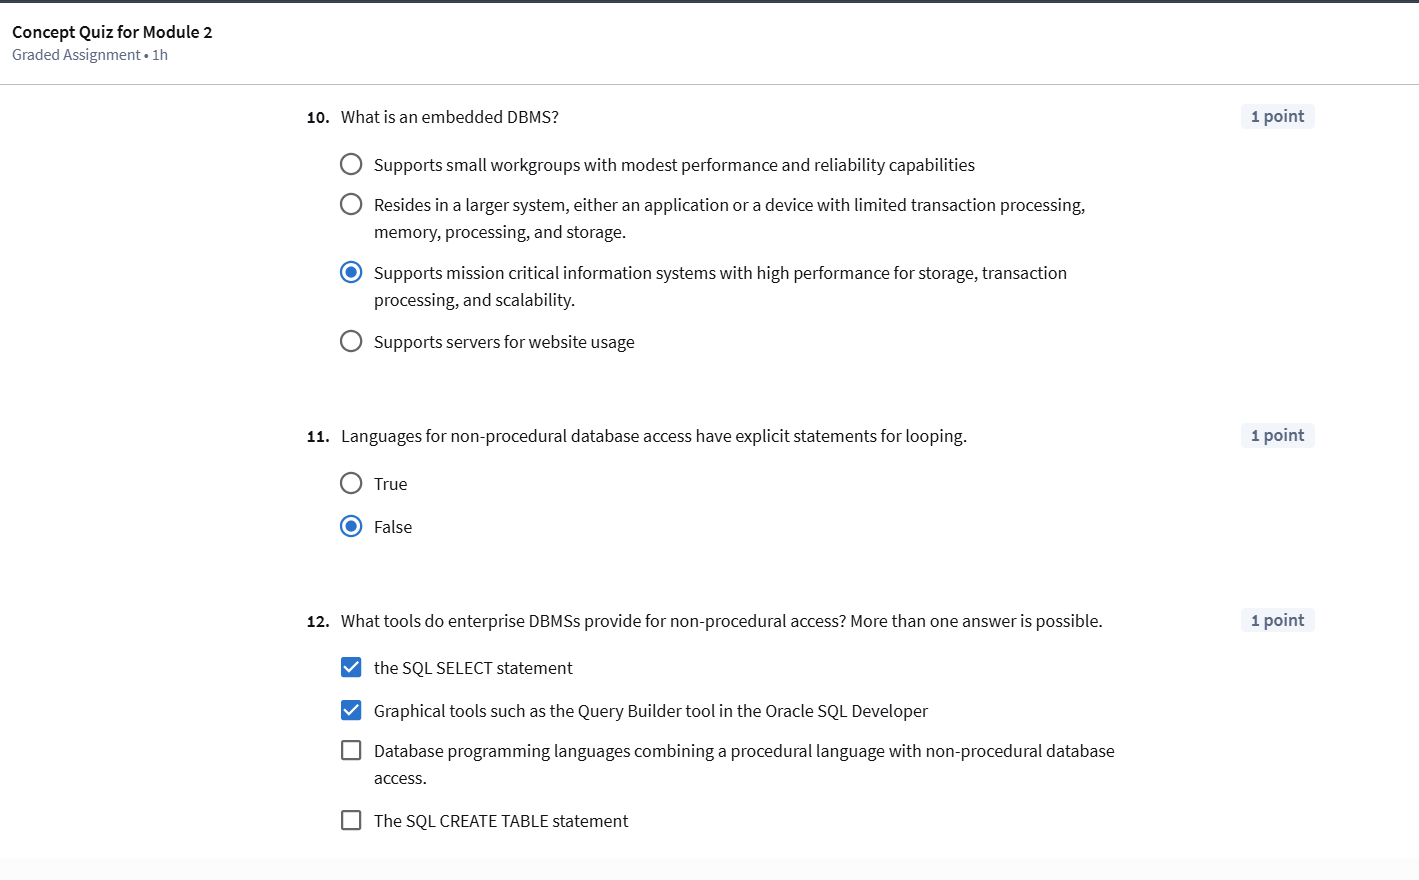 Concept Quiz for Module 2
Graded Assignment • 1h
10. What is an embedded DBMS?
1 point
Supports small workgroups with modest performance and reliability capabilities
Resides in a larger system, either an application or a device with limited transaction processing,
memory, processing, and storage.
Supports mission critical information systems with high performance for storage, transaction
processing, and scalability.
Supports servers for website usage
11. Languages for non-procedural database access have explicit statements for looping.
1 point
True
False
12. What tools do enterprise DBMSs provide for non-procedural access? More than one answer is possible.
1 point
the SQL SELECT statement
Graphical tools such as the Query Builder tool in the Oracle SQL Developer
Database programming languages combining a procedural language with non-procedural database
access.
The SQL CREATE TABLE statement